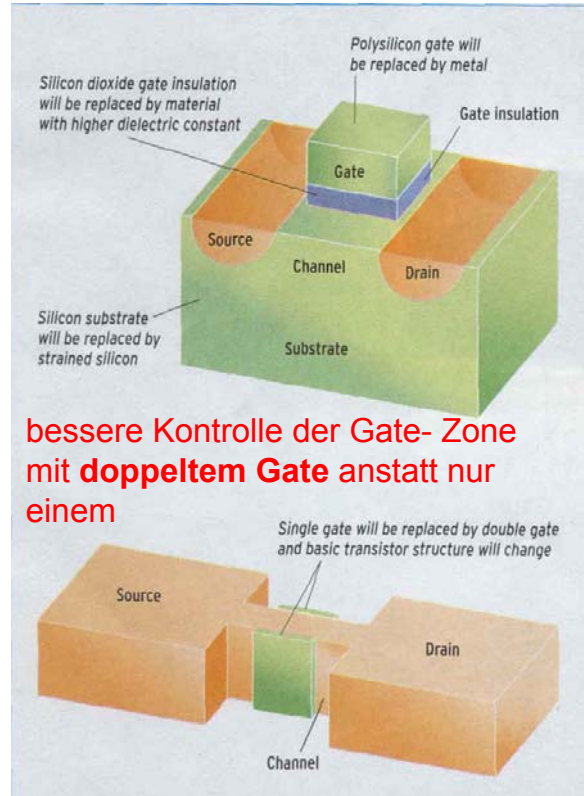 Polysilicon gate will
be replaced by metal
Silicon dioxide gate insulation
will be replaced by material
with higher dielectric constant
Gate insulation
Gate
Source
Channel
Drain
Silicon substrate
will be replaced by
strained silicon
Substrate
bessere Kontrolle der Gate- Zone
mit doppeltem Gate anstatt nur
einem
Single gate will be replaced by double gate
and basic transistor structure will change
Source
Drain
Channel